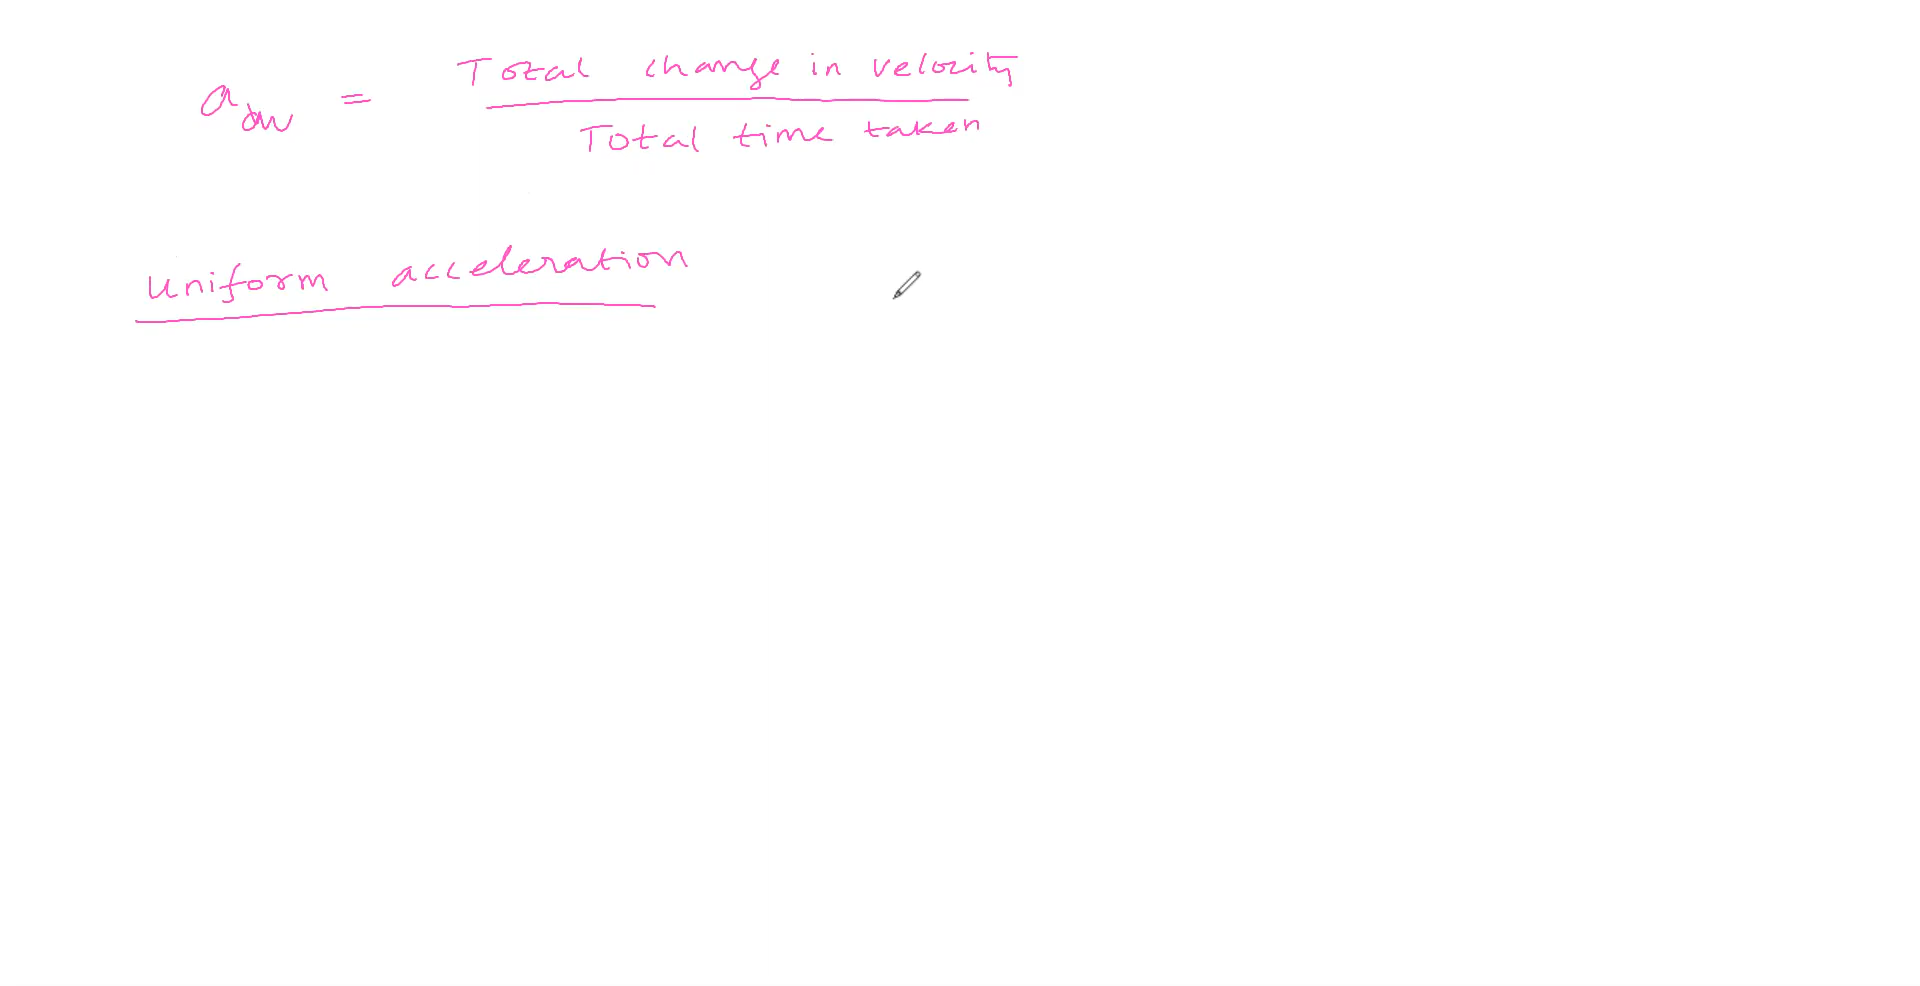 a_av = Total change in velocity
Total time taken
Uniform acceleration